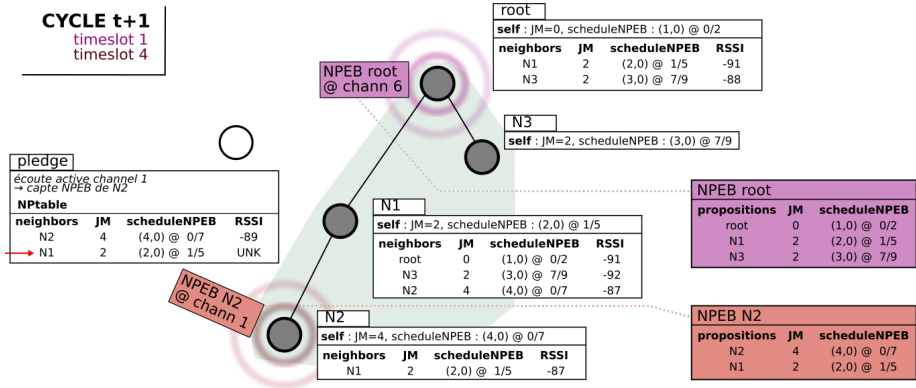 CYCLE t+1
timeslot 1
timeslot 4
root
self : JM=0, scheduleNPEB : (1,0) @ 0/2
neighbors JM scheduleNPEB RSSI
N1 2 (2,0) @ 1/5 -91
N3 2 (3,0) @ 7/9 -88
NPEB root
@ chann 6
N3
self : JM=2, scheduleNPEB : (3,0) @ 7/9
pledge
écoute active channel 1
→ capte NPEB de N2
NPtable
neighbors JM scheduleNPEB RSSI
N2 4 (4,0) @ 0/7 -89
N1 2 (2,0) @ 1/5 UNK
N1
self : JM=2, scheduleNPEB : (2,0) @ 1/5
neighbors JM scheduleNPEB RSSI
root 0 (1,0) @ 0/2 -91
N3 2 (3,0) @ 7/9 -92
N2 4 (4,0) @ 0/7 -87
NPEB root
propositions JM scheduleNPEB
root 0 (1,0) @ 0/2
N1 2 (2,0) @ 1/5
N3 2 (3,0) @ 7/9
NPEB N2
@ chann 1
N2
self : JM=4, scheduleNPEB : (4,0) @ 0/7
neighbors JM scheduleNPEB RSSI
N1 2 (2,0) @ 1/5 -87
NPEB N2
propositions JM scheduleNPEB
N2 4 (4,0) @ 0/7
N1 2 (2,0) @ 1/5